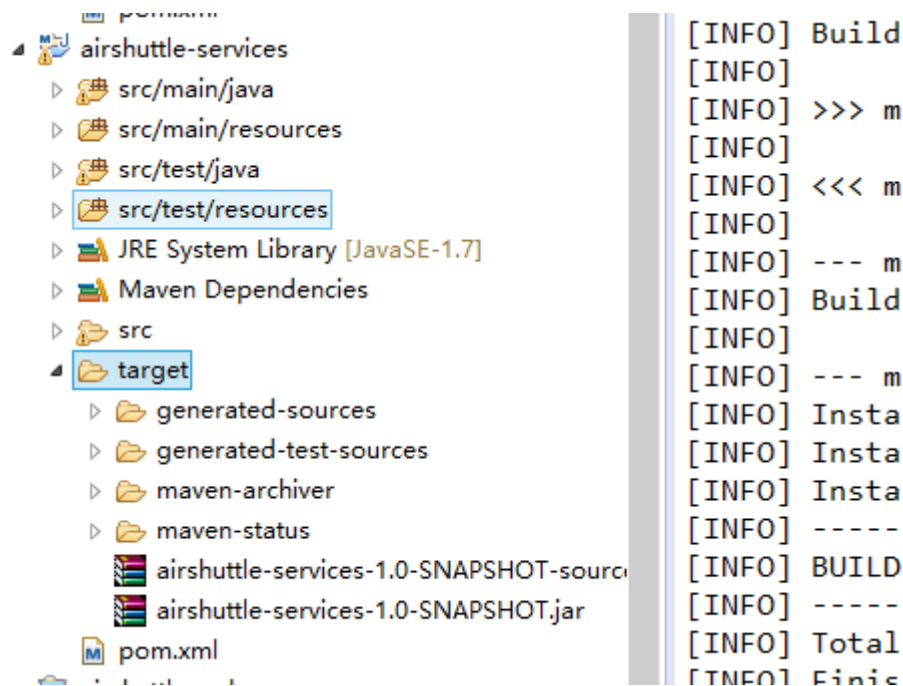 airshuttle-services
src/main/java
src/main/resources
src/test/java
src/test/resources
JRE System Library [JavaSE-1.7]
Maven Dependencies
src
target
generated-sources
generated-test-sources
maven-archiver
maven-status
airshuttle-services-1.0-SNAPSHOT-sourc
airshuttle-services-1.0-SNAPSHOT.jar
pom.xml
[INFO] Build
[INFO]
[INFO] >>> m
[INFO]
[INFO] <<< m
[INFO]
[INFO] --- m
[INFO] Build
[INFO]
[INFO] --- m
[INFO] Insta
[INFO] Insta
[INFO] Insta
[INFO] -----
[INFO] BUILD
[INFO] -----
[INFO] Total
[INFO] Finis